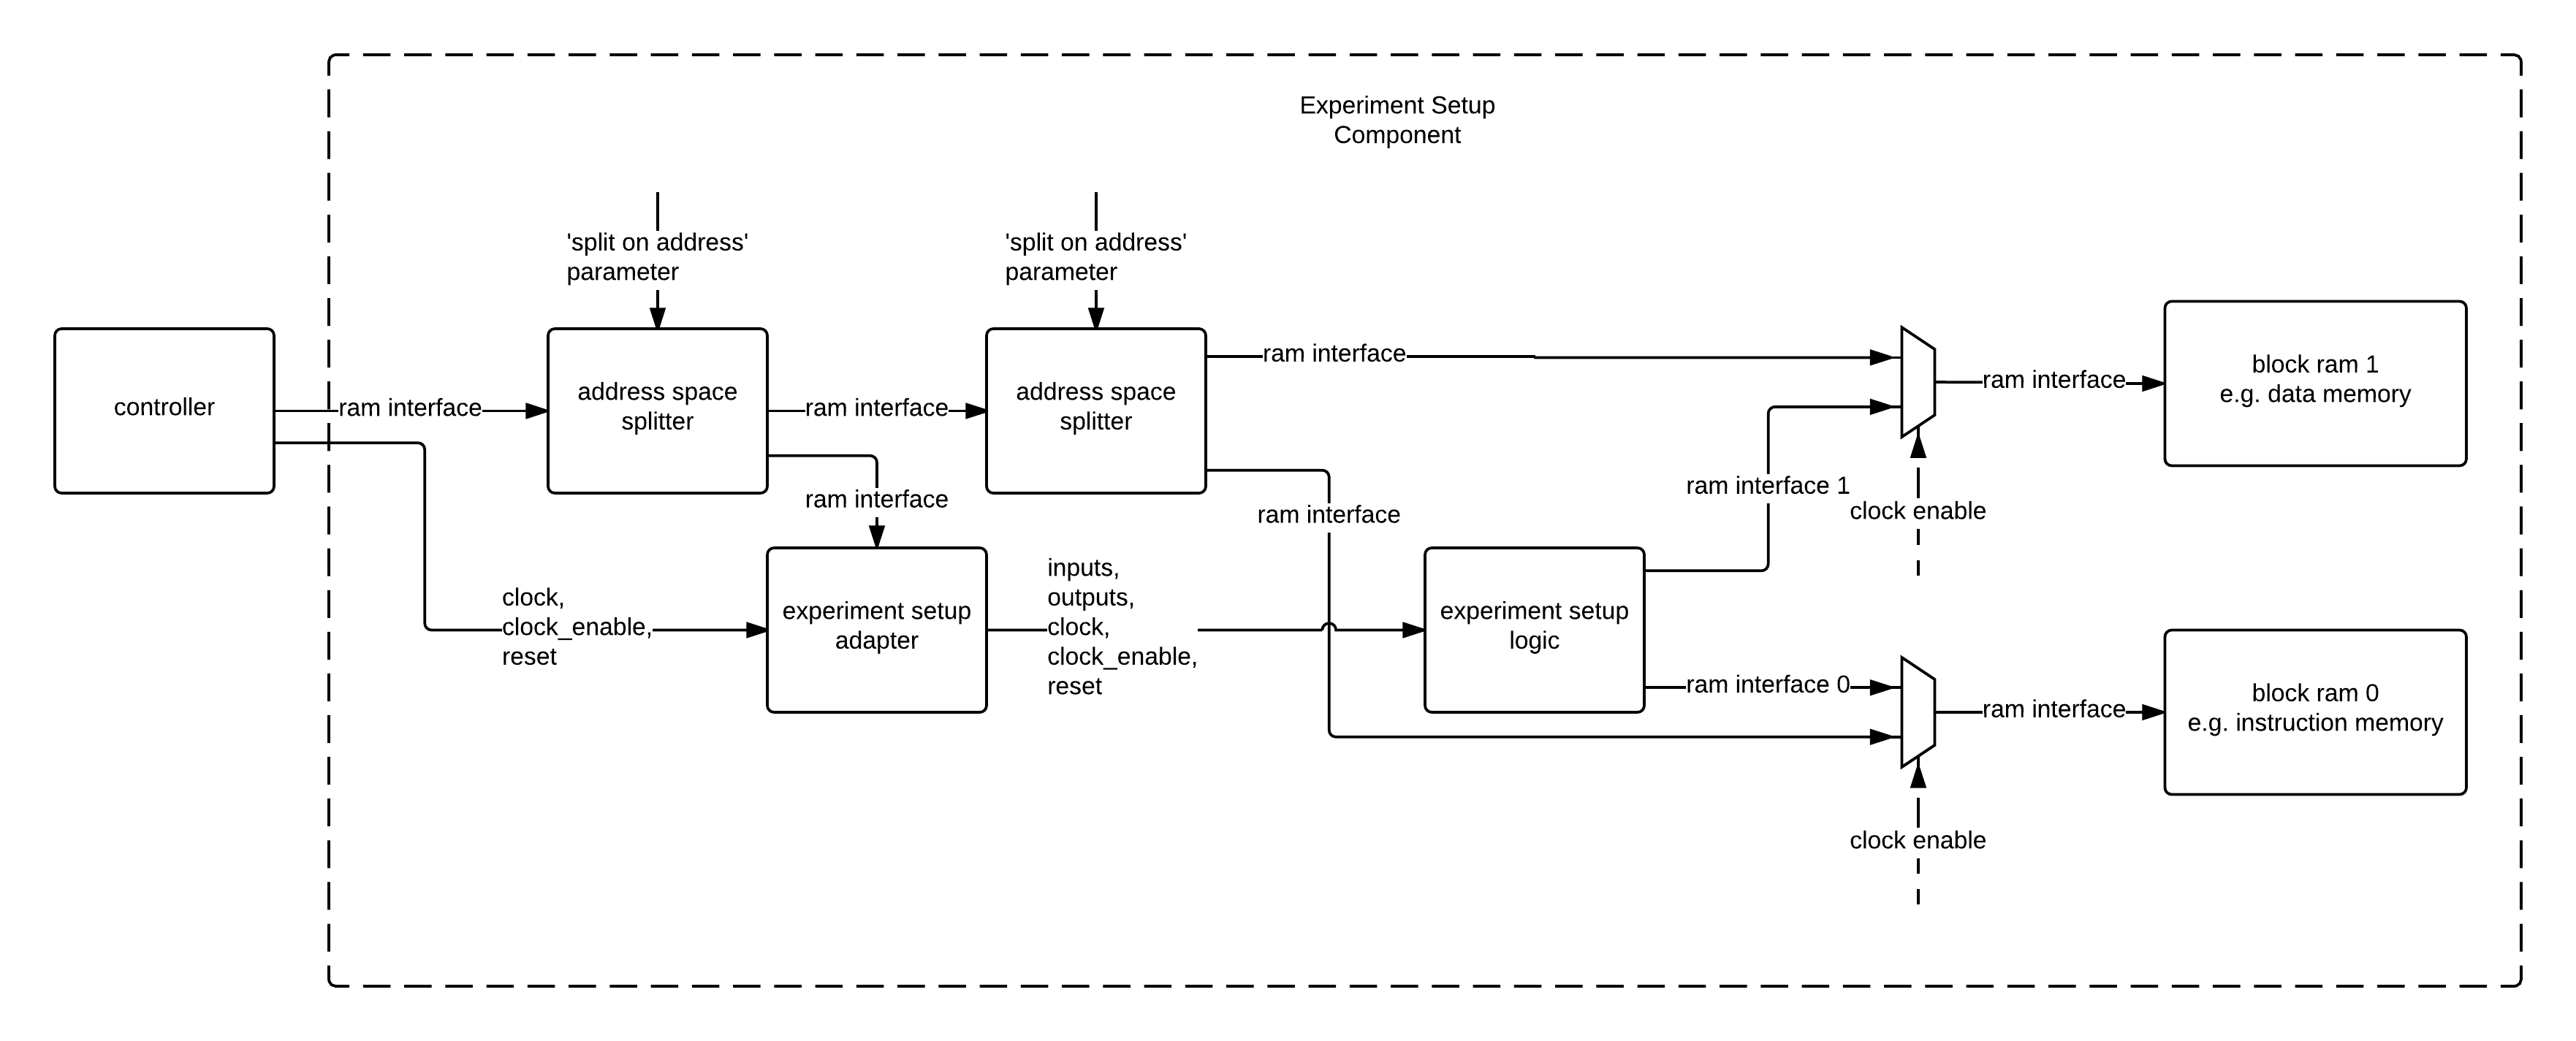 Experiment Setup
Component
'split on address'
parameter
'split on address'
parameter
controller
ram interface
address space
splitter
ram interface
address space
splitter
ram interface
ram interface
block ram 1
e.g. data memory
ram interface
ram interface
ram interface 1
clock enable
clock,
clock_enable,
reset
experiment setup
adapter
inputs,
outputs,
clock,
clock_enable,
reset
experiment setup
logic
ram interface 0
ram interface
block ram 0
e.g. instruction memory
clock enable